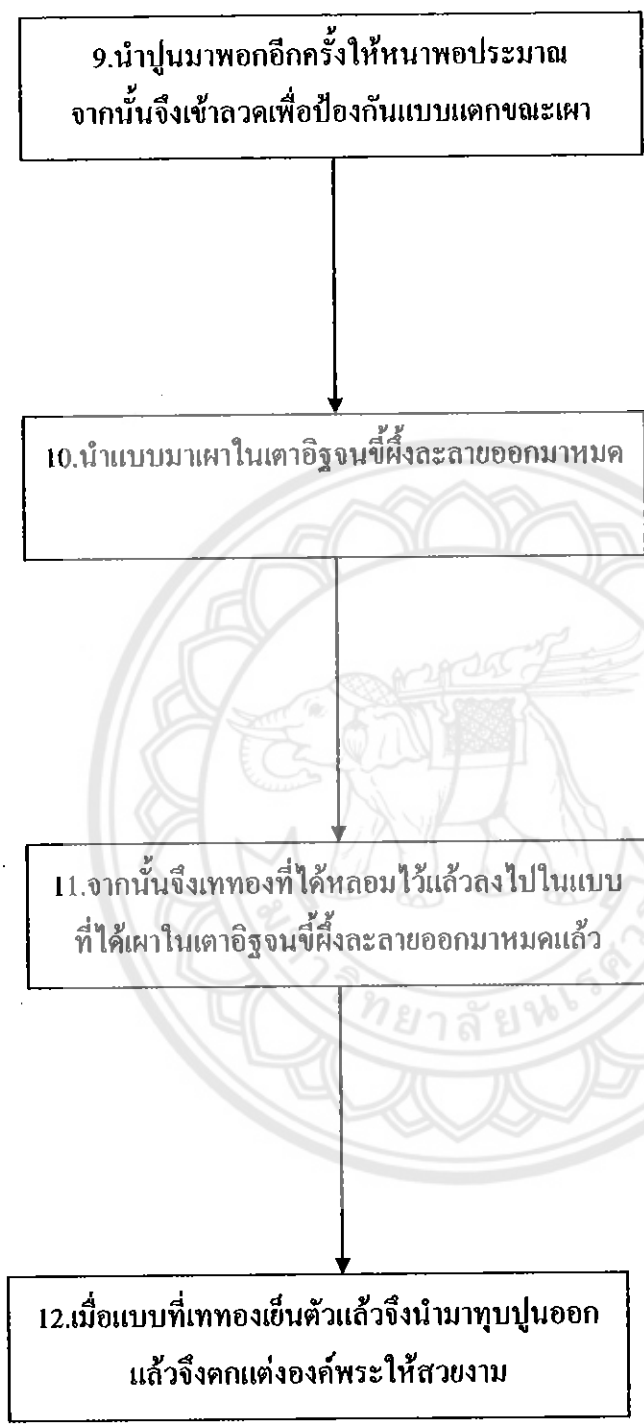 9.นำปูนมาพอกอีกครั้งให้หนาพอประมาณ
จากนั้นจึงเข้าลวดเพื่อป้องกันแบบแตกขณะเผา
10.นำแบบมาเผาในเตาอิฐจนขี้ผึ้งละลายออกมาหมด
11.จากนั้นจึงเททองที่ได้หลอมไว้แล้วลงไปในแบบ
ที่ได้เผาในเตาอิฐจนขี้ผึ้งละลายออกมาหมดแล้ว
12.เมื่อแบบที่เททองเย็นตัวแล้วจึงนำมาทุบปูนออก
แล้วจึงตกแต่งองค์พระให้สวยงาม